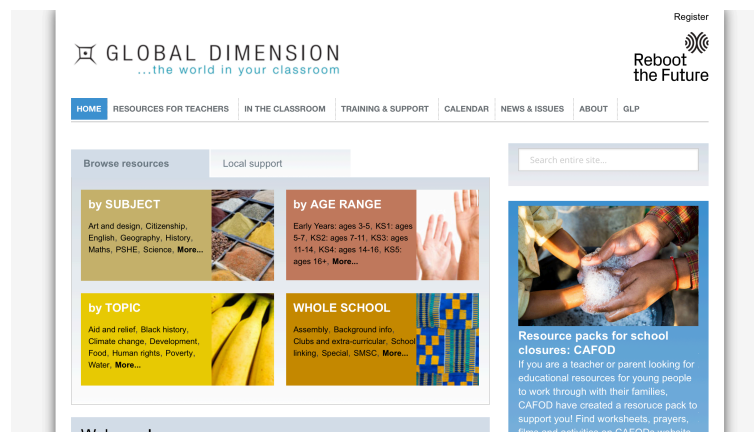 Register
GLOBAL DIMENSION
...the world in your classroom
Reboot
the Future
HOME
RESOURCES FOR TEACHERS
IN THE CLASSROOM
TRAINING & SUPPORT
CALENDAR
NEWS & ISSUES
ABOUT
GLP
Browse resources
Local support
Search entire site...
by SUBJECT
Art and design, Citizenship,
English, Geography, History,
Maths, PSHE, Science, More...
by AGE RANGE
Early Years: ages 3-5, KS1: ages
5-7, KS2: ages 7-11, KS3: ages
11-14, KS4: ages 14-16, KS5:
ages 16+, More...
by TOPIC
Aid and relief, Black history,
Climate change, Development,
Food, Human rights, Poverty,
Water, More...
WHOLE SCHOOL
Assembly, Background info,
Clubs and extra-curricular, School
linking, Special, SMSC, More...
Resource packs for school
closures: CAFOD
If you are a teacher or parent looking for
educational resources for young people
to work through with their families,
CAFOD have created a resoruce pack to
support you! Find worksheets, prayers,
films and activities on CAFODs website